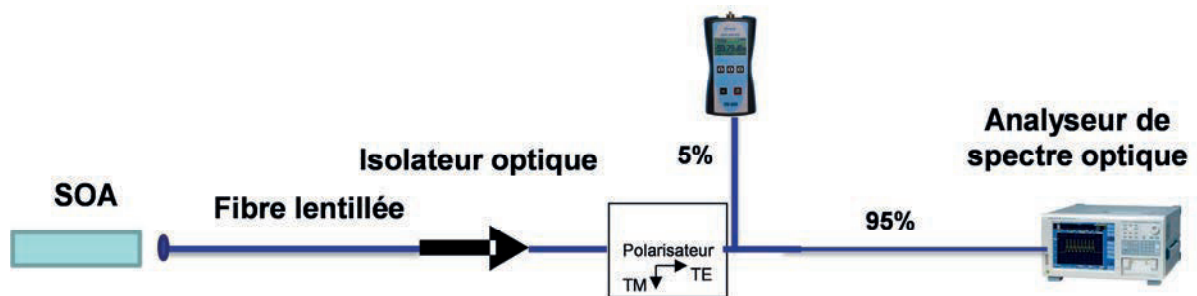 SOA
Fibre lentillée
Isolateur optique
Polarisateur
TE
TM
5%
95%
Analyseur de
spectre optique